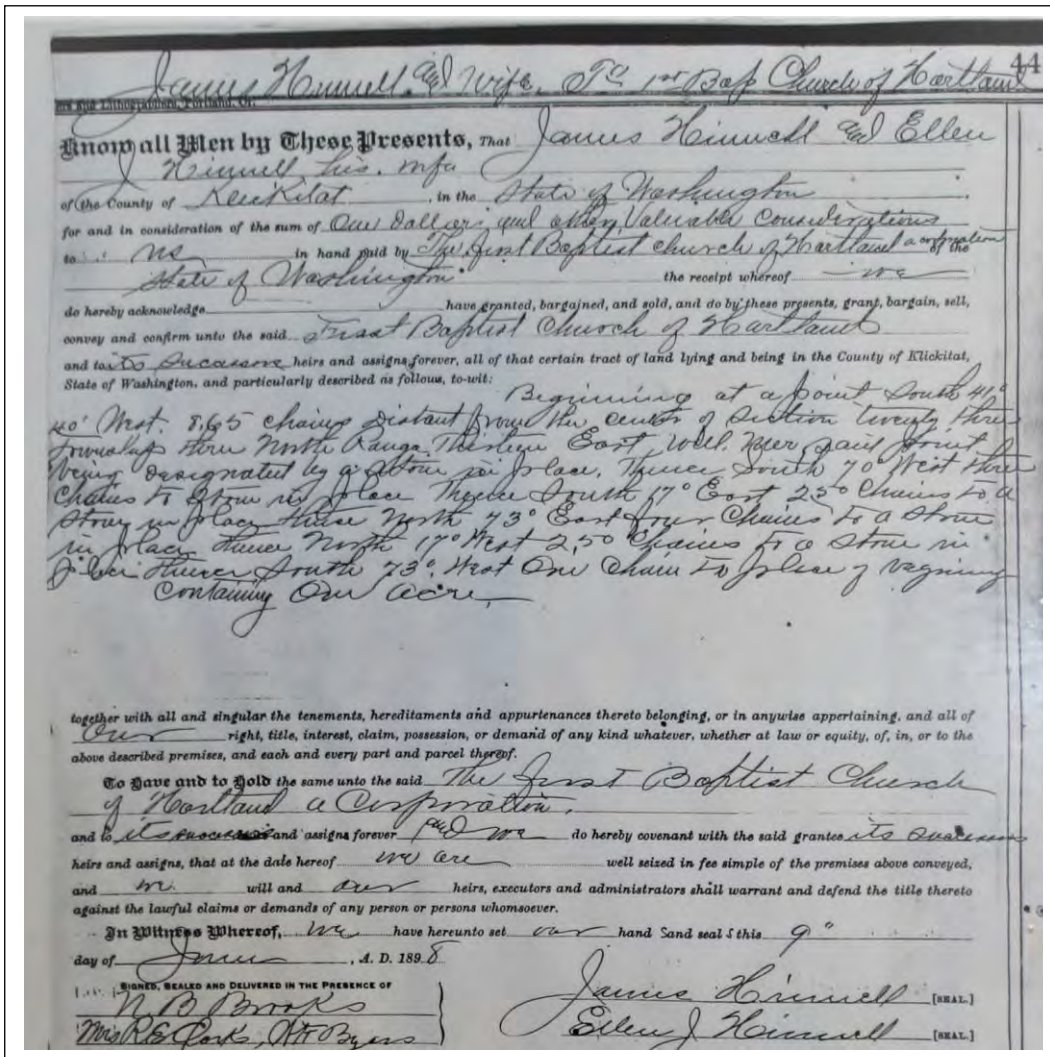 44
James Hinnell and Wife. To 1st Bap Church of Hartland
Know all Men by These Presents, That James Hinnell and Ellen
J Hinnell his wife
of the County of Klickitat, in the State of Washington
for and in consideration of the sum of One Dollar and other Valuable Considerations
to us in hand paid by The first Baptist church of Hartland a corporation of the
State of Washington the receipt whereof we
do hereby acknowledge have granted, bargained, and sold, and do by these presents, grant, bargain, sell,
convey and confirm unto the said First Baptist Church of Hartland
and to its heirs and assigns forever, all of that certain tract of land lying and being in the County of Klickitat,
State of Washington, and particularly described as follows, to-wit:
Beginning at a point South 41°
40' West. 8.65 chains distant from the center of Section twenty three
Township three North Range Thirteen East, Will. Mer, said point
being designated by a stone in place. Thence South 70° West three
Chains to stone in place Thence South 17° East 250 Chains to a
stone in place thence North 73° East four Chains to a stone
in place thence North 17° West 2,50 Chains to a stone in
place thence South 73° West One Chain to place of
Containing One acre
together with all and singular the tenements, hereditaments and appurtenances thereto belonging, or in anywise appertaining, and all of
Our right, title, interest, claim, possession, or demand of any kind whatever, whether at law or equity, of, in, or to the
above described premises, and each and every part and parcel thereof.
To Have and to Hold the same unto the said The first Baptist Church
of Hartland a Corporation.
and to its and assigns forever And we do hereby covenant with the said grantee its
heirs and assigns, that at the date hereof we are well seized in fee simple of the premises above conveyed,
and we will and our heirs, executors and administrators shall warrant and defend the title thereto
against the lawful claims or demands of any person or persons whomsoever.
In Witness Whereof, We have hereunto set our hand Sand seal S this 9"
day of June, A. D. 1898
SIGNED, SEALED AND DELIVERED IN THE PRESENCE OF
N B Brooks James Hinnell [SEAL.]
Mrs R E Byers Ellen J Hinnell [SEAL.]